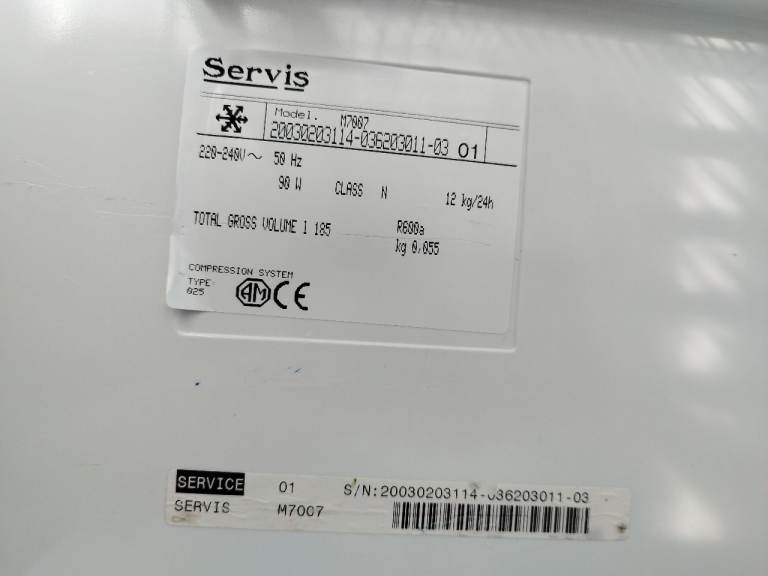 Servis
Model. M7007
20030203114-036203011-03 01
220-240V~ 50 Hz
90 W CLASS N 12 kg/24h
TOTAL GROSS VOLUME l 185 R600a
kg 0,055
COMPRESSION SYSTEM
TYPE
025
AM CE
SERVICE 01 S/N:20030203114-036203011-03
SERVIS M7007